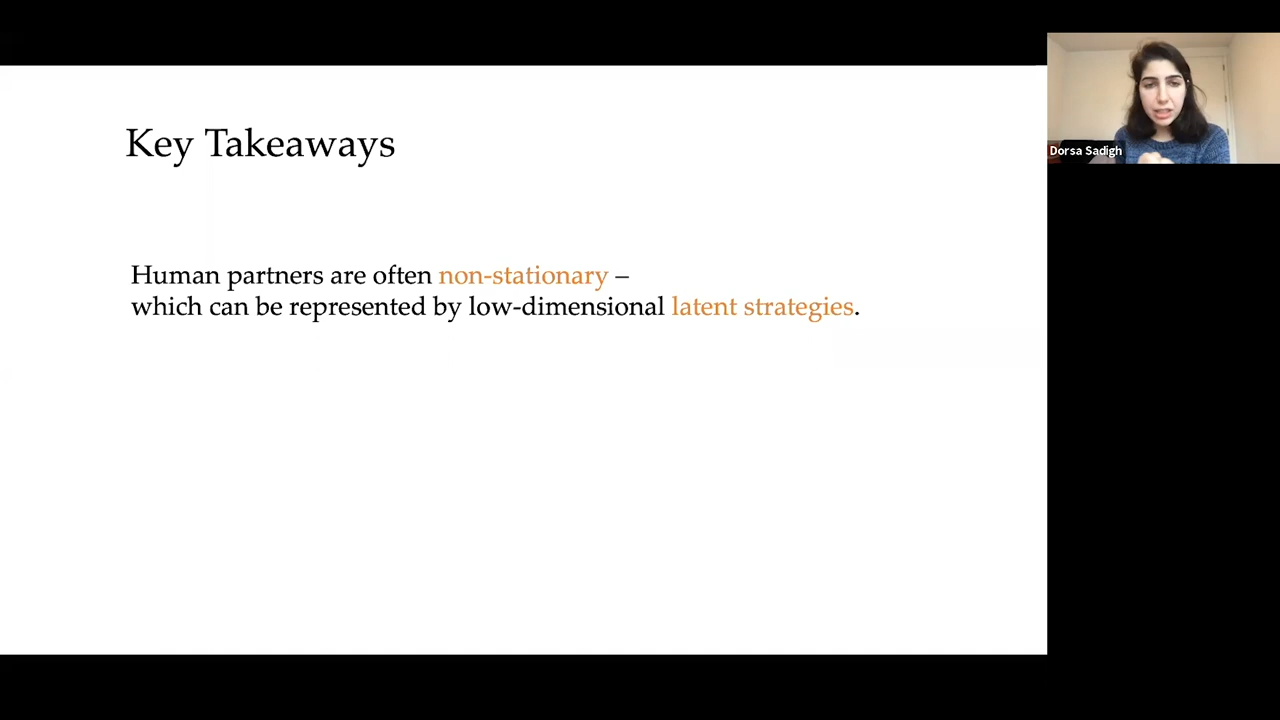 Key Takeaways
Human partners are often non-stationary –
which can be represented by low-dimensional latent strategies.
Dorsa Sadigh